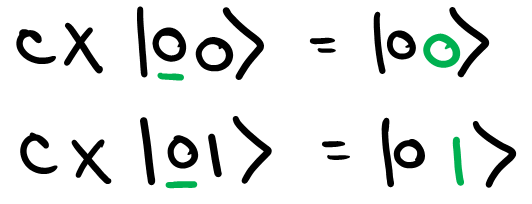 cx |00⟩ = |00⟩
cx |01⟩ = |01⟩